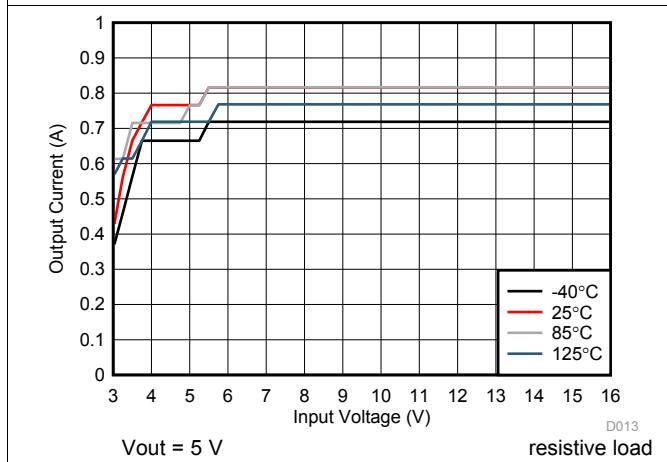 1
0.9
0.8
0.7
0.6
0.5
0.4
0.3
0.2
0.1
0
Output Current (A)
-40°C
25°C
85°C
125°C
3 4 5 6 7 8 9 10 11 12 13 14 15 16
Input Voltage (V)
D013
Vout = 5 V resistive load